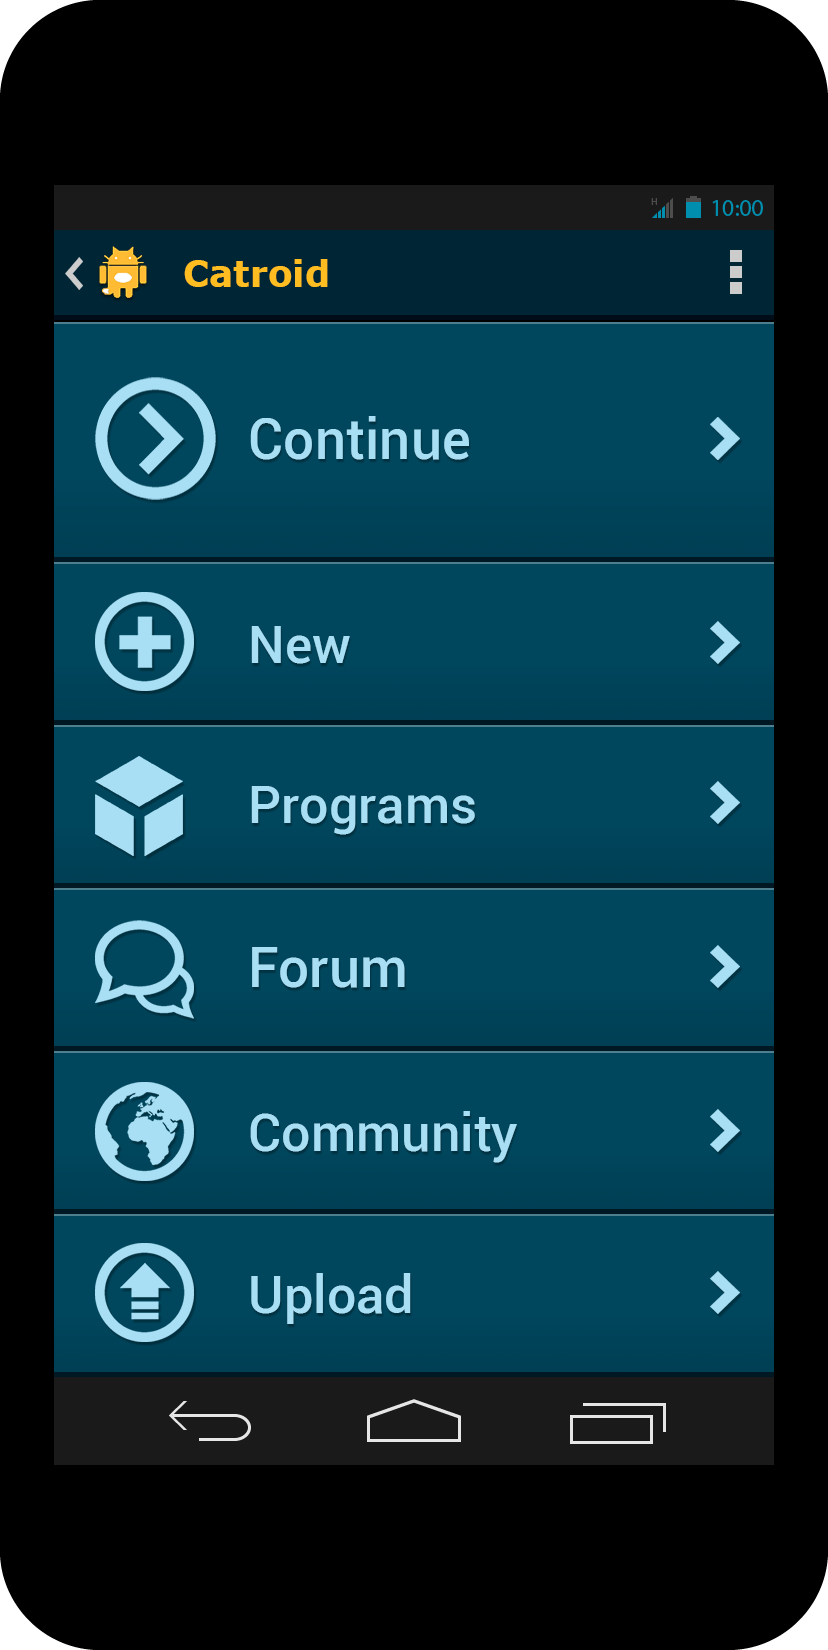 H 10:00
Catroid
Continue
New
Programs
Forum
Community
Upload